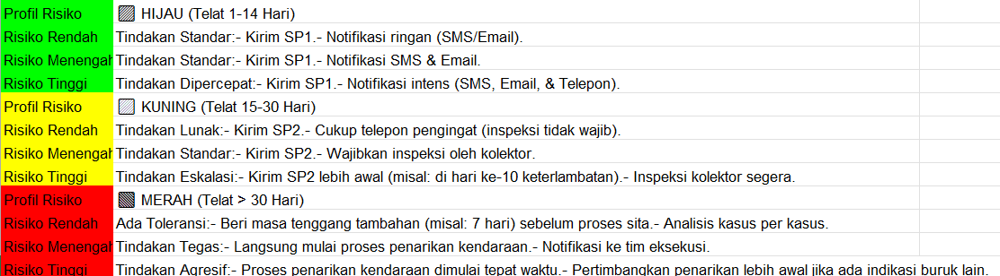 Profil Risiko 🟩 HIJAU (Telat 1-14 Hari)
Risiko Rendah Tindakan Standar:- Kirim SP1.- Notifikasi ringan (SMS/Email).
Risiko Menengah Tindakan Standar:- Kirim SP1.- Notifikasi SMS & Email.
Risiko Tinggi Tindakan Dipercepat:- Kirim SP1.- Notifikasi intens (SMS, Email, & Telepon).
Profil Risiko 🟨 KUNING (Telat 15-30 Hari)
Risiko Rendah Tindakan Lunak:- Kirim SP2.- Cukup telepon pengingat (inspeksi tidak wajib).
Risiko Menengah Tindakan Standar:- Kirim SP2.- Wajibkan inspeksi oleh kolektor.
Risiko Tinggi Tindakan Eskalasi:- Kirim SP2 lebih awal (misal: di hari ke-10 keterlambatan).- Inspeksi kolektor segera.
Profil Risiko 🟥 MERAH (Telat > 30 Hari)
Risiko Rendah Ada Toleransi:- Beri masa tenggang tambahan (misal: 7 hari) sebelum proses sita.- Analisis kasus per kasus.
Risiko Menengah Tindakan Tegas:- Langsung mulai proses penarikan kendaraan.- Notifikasi ke tim eksekusi.
Risiko Tinggi Tindakan Agresif:- Proses penarikan kendaraan dimulai tepat waktu.- Pertimbangkan penarikan lebih awal jika ada indikasi buruk lain.